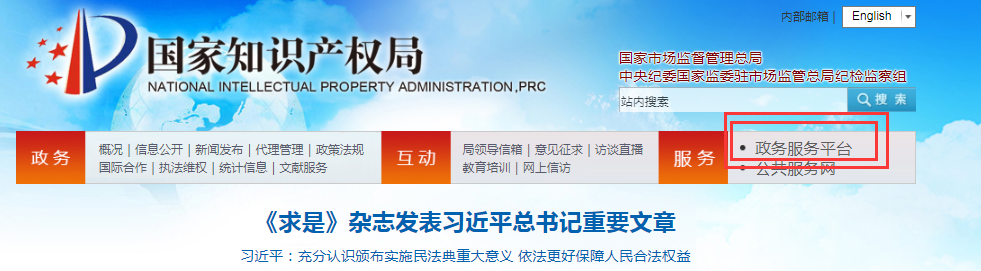 内部邮箱 | English
国家知识产权局
NATIONAL INTELLECTUAL PROPERTY ADMINISTRATION,PRC
国家市场监督管理总局
中央纪委国家监委驻市场监管总局纪检监察组
站内搜索 搜 索
政务
概况 | 信息公开 | 新闻发布 | 代理管理 | 政策法规
国际合作 | 执法维权 | 统计信息 | 文献服务
互动
局领导信箱 | 意见征求 | 访谈直播
教育培训 | 网上信访
服务
• 政务服务平台
• 公共服务网
《求是》杂志发表习近平总书记重要文章
习近平：充分认识颁布实施民法典重大意义 依法更好保障人民合法权益